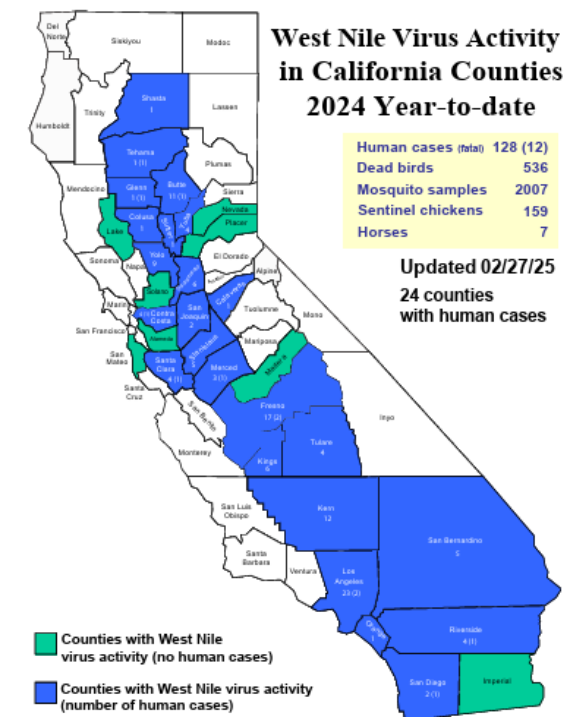 West Nile Virus Activity
in California Counties
2024 Year-to-date
Human cases (fatal) 128 (12)
Dead birds 536
Mosquito samples 2007
Sentinel chickens 159
Horses 7
Updated 02/27/25
24 counties
with human cases
Del
Norte
Siskiyou
Modoc
Humboldt
Trinity
Shasta
1
Lassen
Tehama
1 (1)
Plumas
Mendocino
Glenn
1 (1)
Butte
11 (1)
Sierra
Nevada
Placer
Lake
Colusa
1
Yolo
El Dorado
Alpine
Sonoma
Napa
Solano
Marin
Contra
Costa
San
Joaquin
2
Calaveras
Tuolumne
Mono
San Francisco
Alameda
Stanislaus
Mariposa
San
Mateo
Santa
Clara
4 (1)
Merced
3 (1)
Madera
Santa
Cruz
San Benito
Fresno
17 (2)
Inyo
Monterey
Kings
6
Tulare
4
San Luis
Obispo
Kern
12
San Bernardino
5
Santa
Barbara
Ventura
Los
Angeles
23 (2)
Orange
Riverside
4 (1)
San Diego
2 (1)
Imperial
Counties with West Nile
virus activity (no human cases)
Counties with West Nile virus activity
(number of human cases)